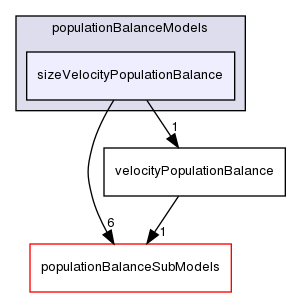 populationBalanceModels
sizeVelocityPopulationBalance
1
velocityPopulationBalance
6
1
populationBalanceSubModels